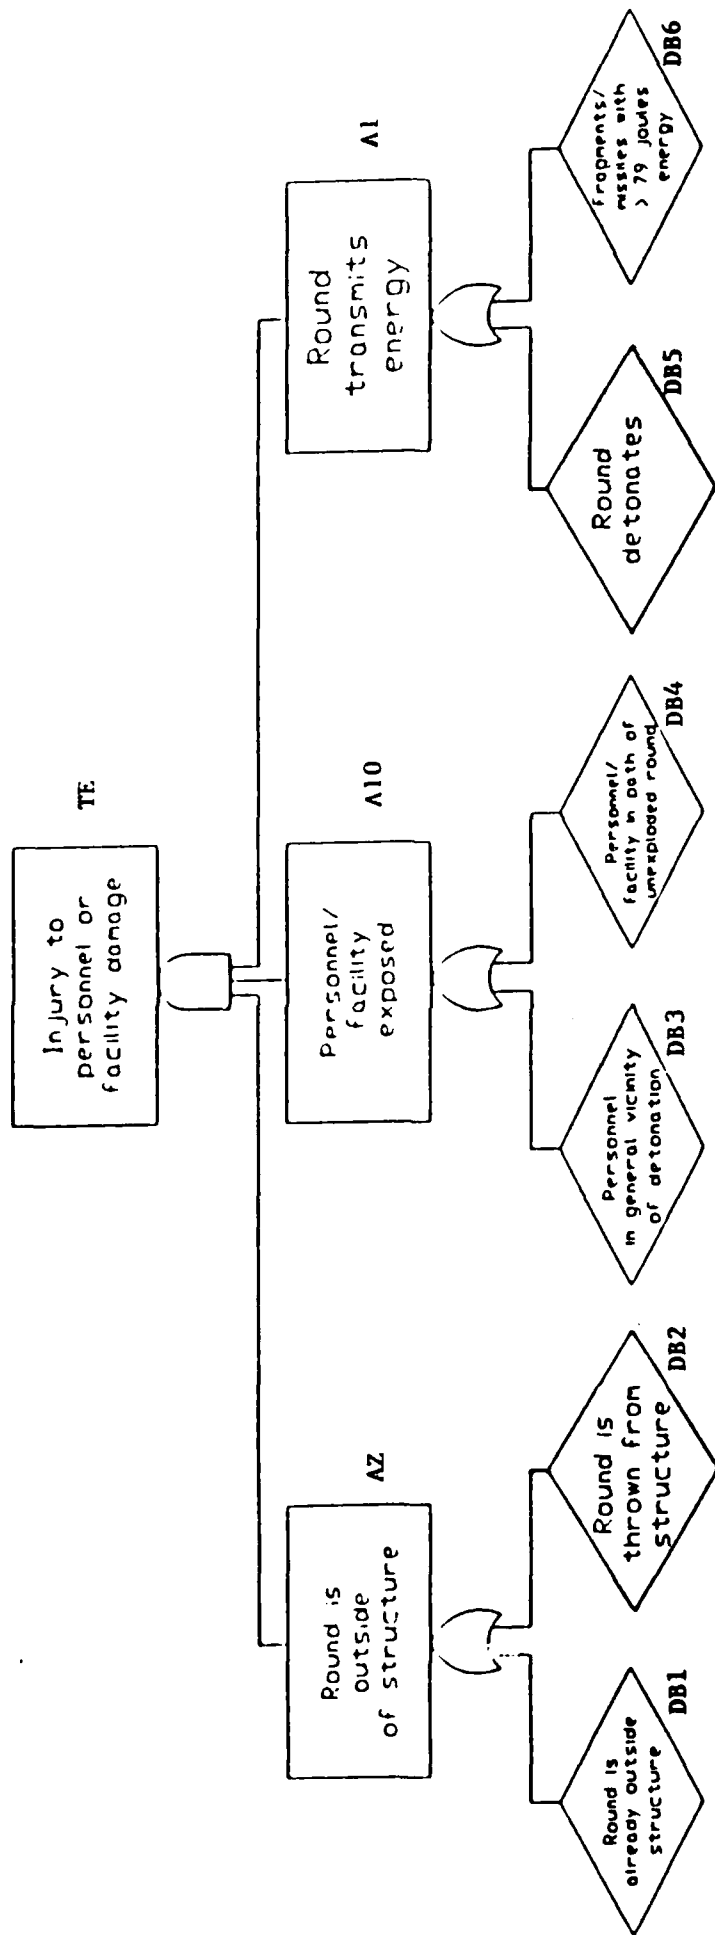 TE
Injury to
personnel or
facility damage
AZ
Round is
outside
of structure
A10
Personnel/
facility
exposed
A1
Round
transmits
energy
Round is
already outside
structure
DB1
Round is
thrown from
structure
DB2
Personnel
in general vicinity
of detonation
DB3
Personnel/
facility in path of
unexploded round
DB4
Round
detonates
DB5
Fragments/
missiles with
> 79 joules
energy
DB6